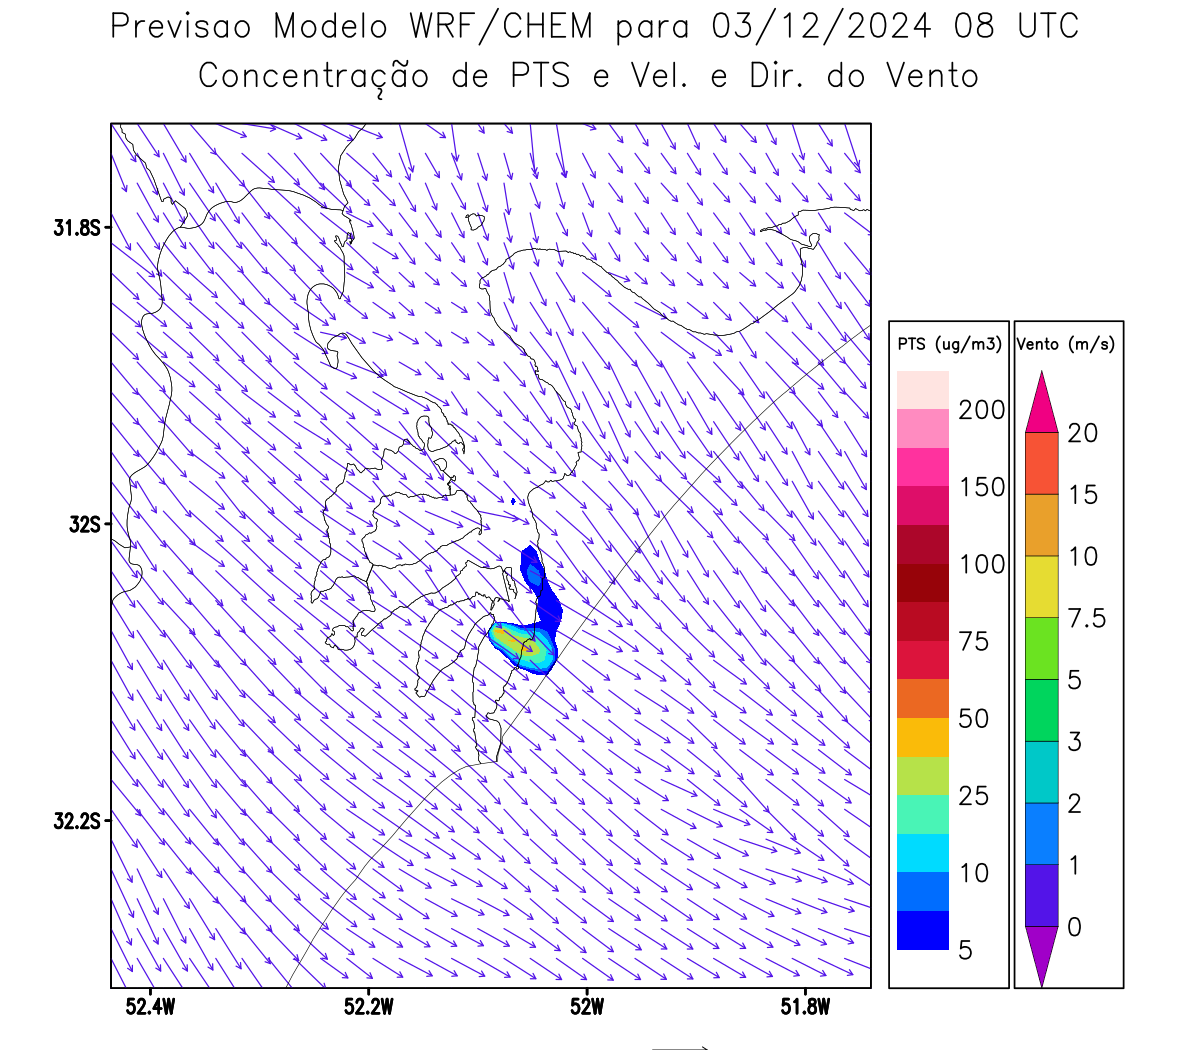 Previsao Modelo WRF/CHEM para 03/12/2024 08 UTC
Concentração de PTS e Vel. e Dir. do Vento
31.8S
32S
32.2S
52.4W
52.2W
52W
51.8W
PTS (ug/m3)
200
150
100
75
50
25
10
5
Vento (m/s)
20
15
10
7.5
5
3
2
1
0